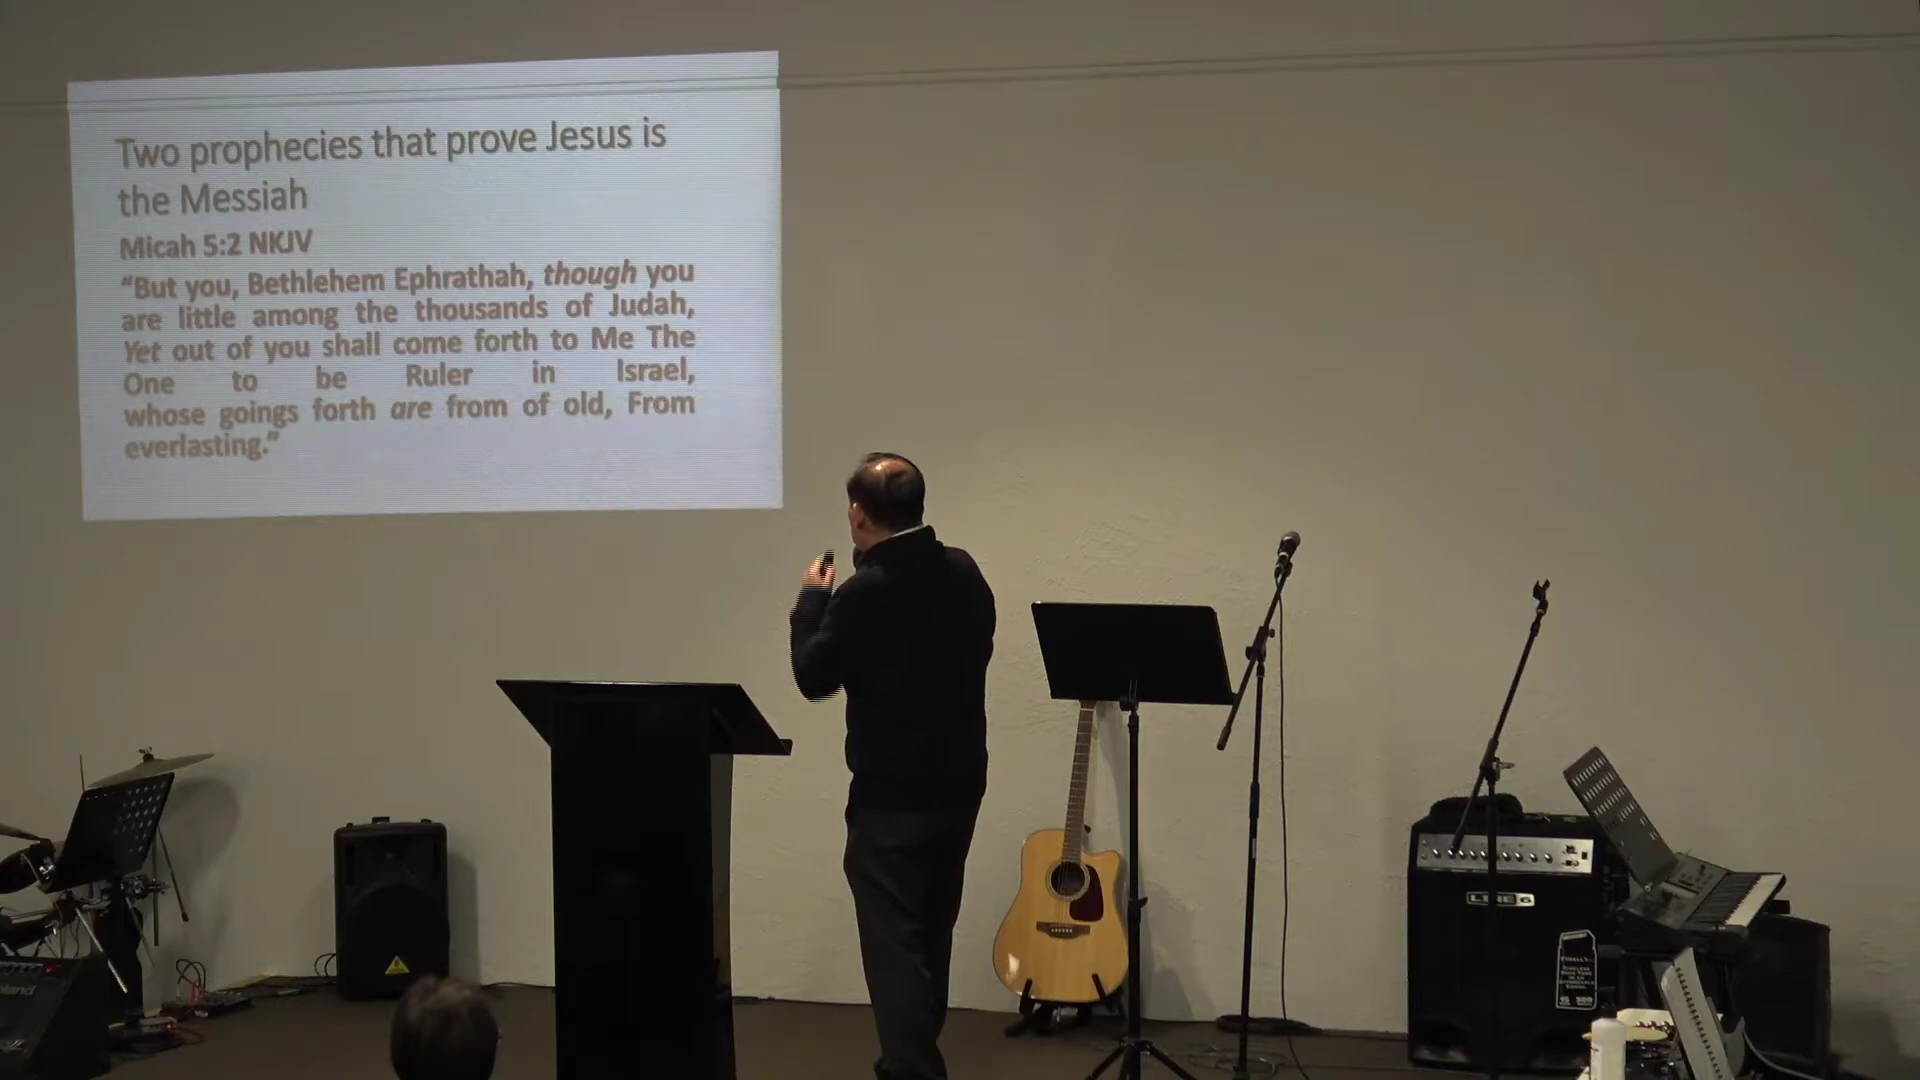 Two prophecies that prove Jesus is
the Messiah
Micah 5:2 NKJV
“But you, Bethlehem Ephrathah, though you
are little among the thousands of Judah,
Yet out of you shall come forth to Me The
One to be Ruler in Israel,
whose goings forth are from of old, From
everlasting.”
LINE 6
Roland
FINALLY...